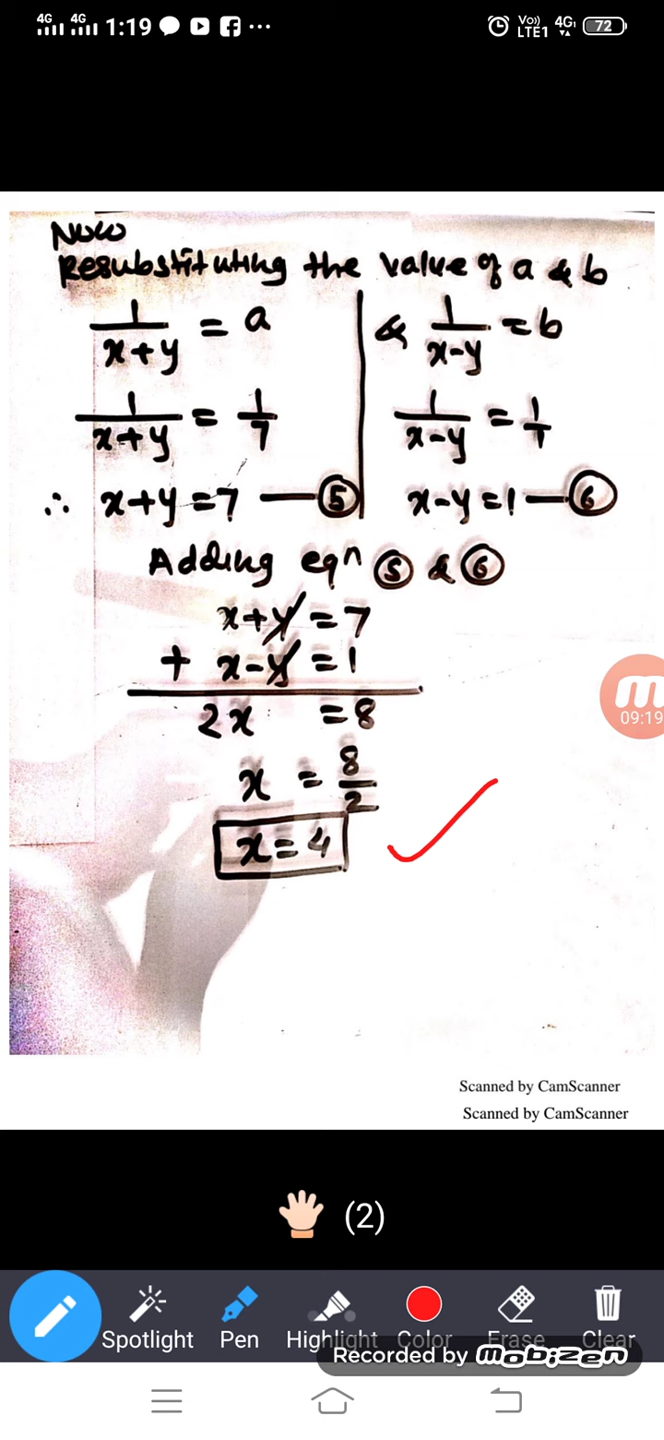 4G 4G 1:19 ... Vo)) LTE1 4G1 72
Now
Resubstituting the value of a & b
1/(x+y) = a & 1/(x-y) = b
1/(x+y) = 1/7 1/(x-y) = 1/1
∴ x+y=7 — ⑤ x-y=1 — ⑥
Adding eqn ⑤ & ⑥
x+y=7
+ x-y=1
2x =8
x = 8/2
x=4
m
09:19
Scanned by CamScanner
Scanned by CamScanner
(2)
Spotlight Pen Highlight Color Erase Clear
Recorded by mobizen